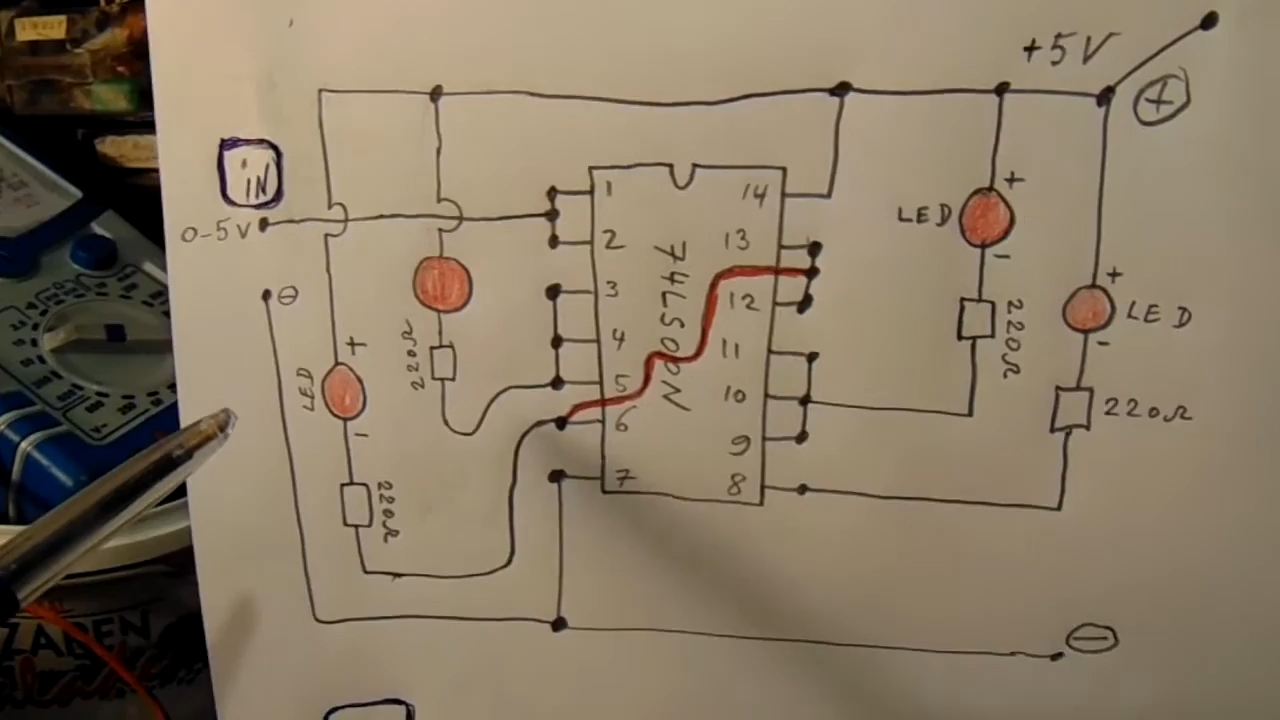 +5V
+
iN
0-5V
-
1
2
3
4
5
6
7
74LS00N
14
13
12
11
10
9
8
+
LED
-
220Ω
220Ω
LED
+
-
220Ω
+
LED
-
220Ω
-
ZABEN